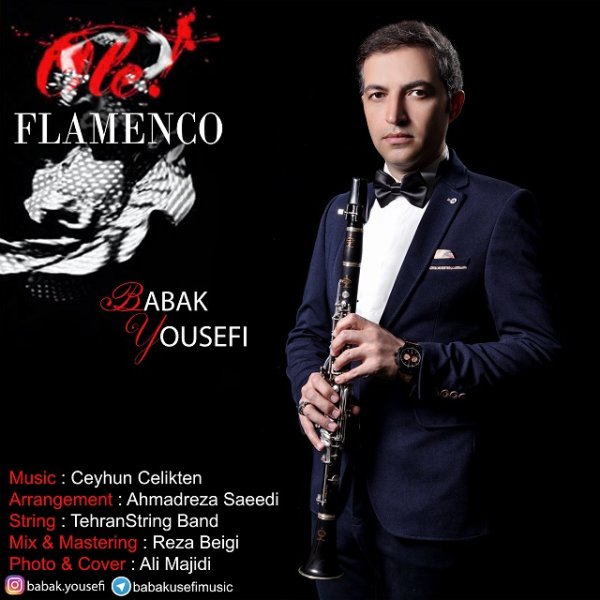 Ole!
FLAMENCO
BABAK
YOUSEFI
Music : Ceyhun Celikten
Arrangement : Ahmadreza Saeedi
String : TehranString Band
Mix & Mastering : Reza Beigi
Photo & Cover : Ali Majidi
babak.yousefi babakusefimusic